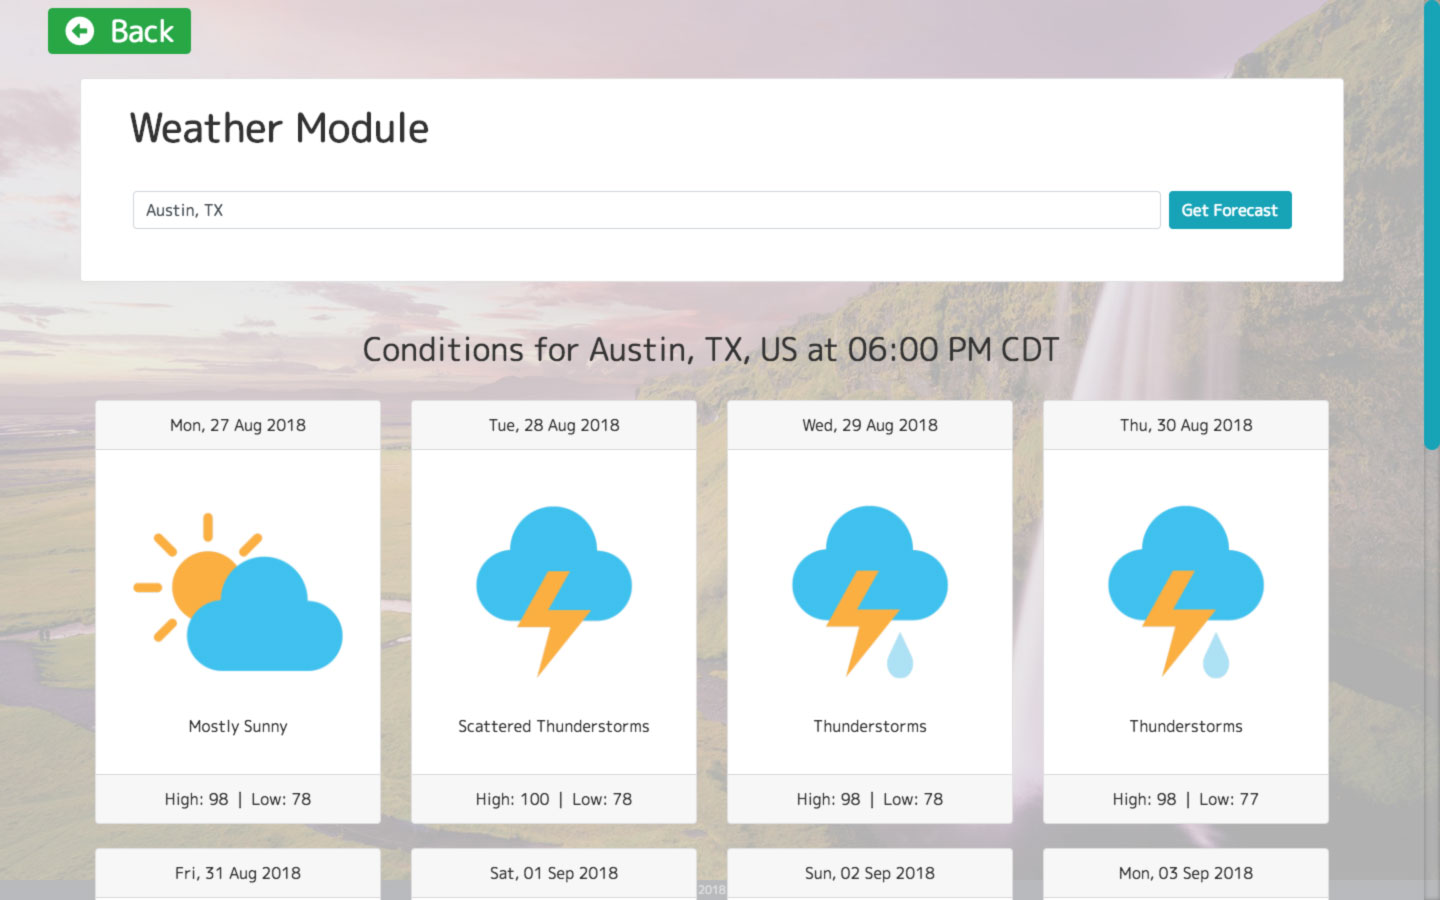 Back
Weather Module
Austin, TX
Get Forecast
Conditions for Austin, TX, US at 06:00 PM CDT
Mon, 27 Aug 2018
Tue, 28 Aug 2018
Wed, 29 Aug 2018
Thu, 30 Aug 2018
Mostly Sunny
Scattered Thunderstorms
Thunderstorms
Thunderstorms
High: 98 | Low: 78
High: 100 | Low: 78
High: 98 | Low: 78
High: 98 | Low: 77
Fri, 31 Aug 2018
Sat, 01 Sep 2018
Sun, 02 Sep 2018
Mon, 03 Sep 2018
2018